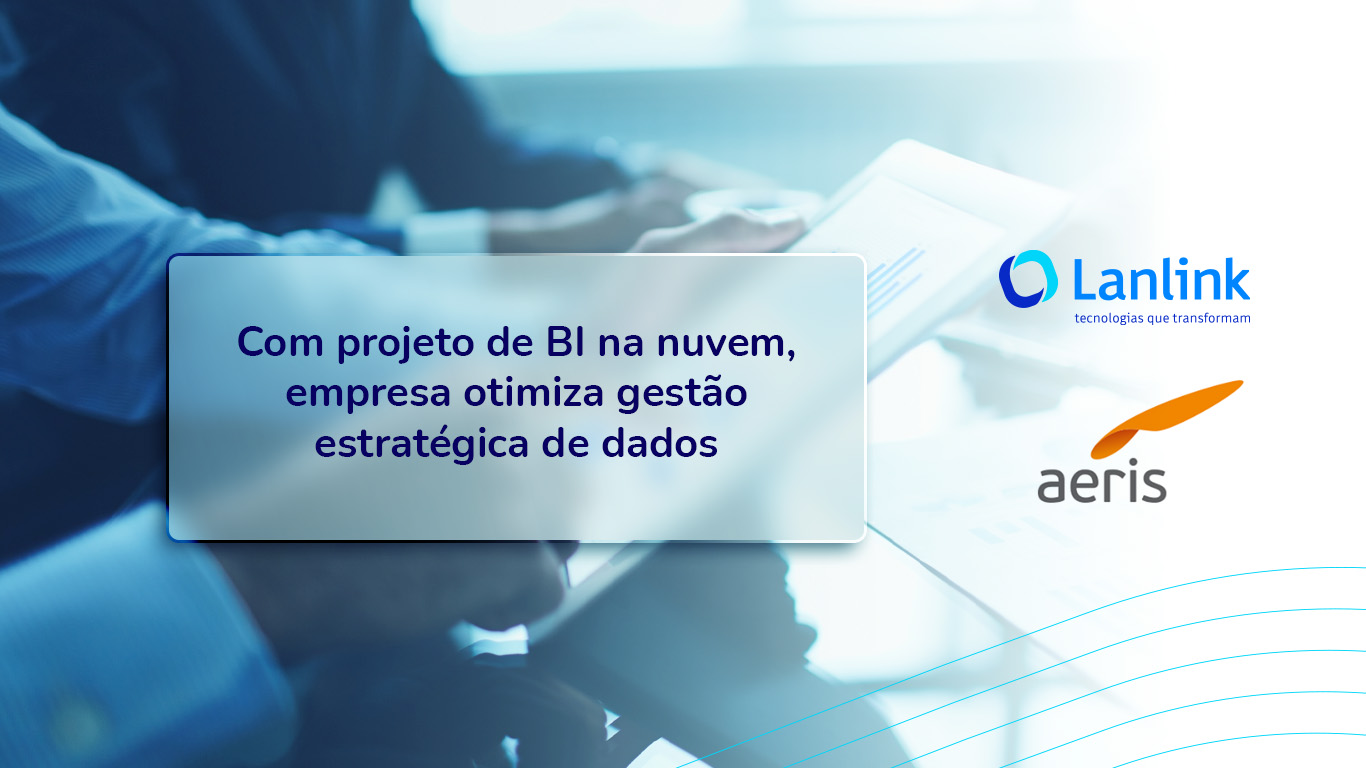 Com projeto de BI na nuvem,
empresa otimiza gestão
estratégica de dados
Lanlink
tecnologias que transformam
aeris